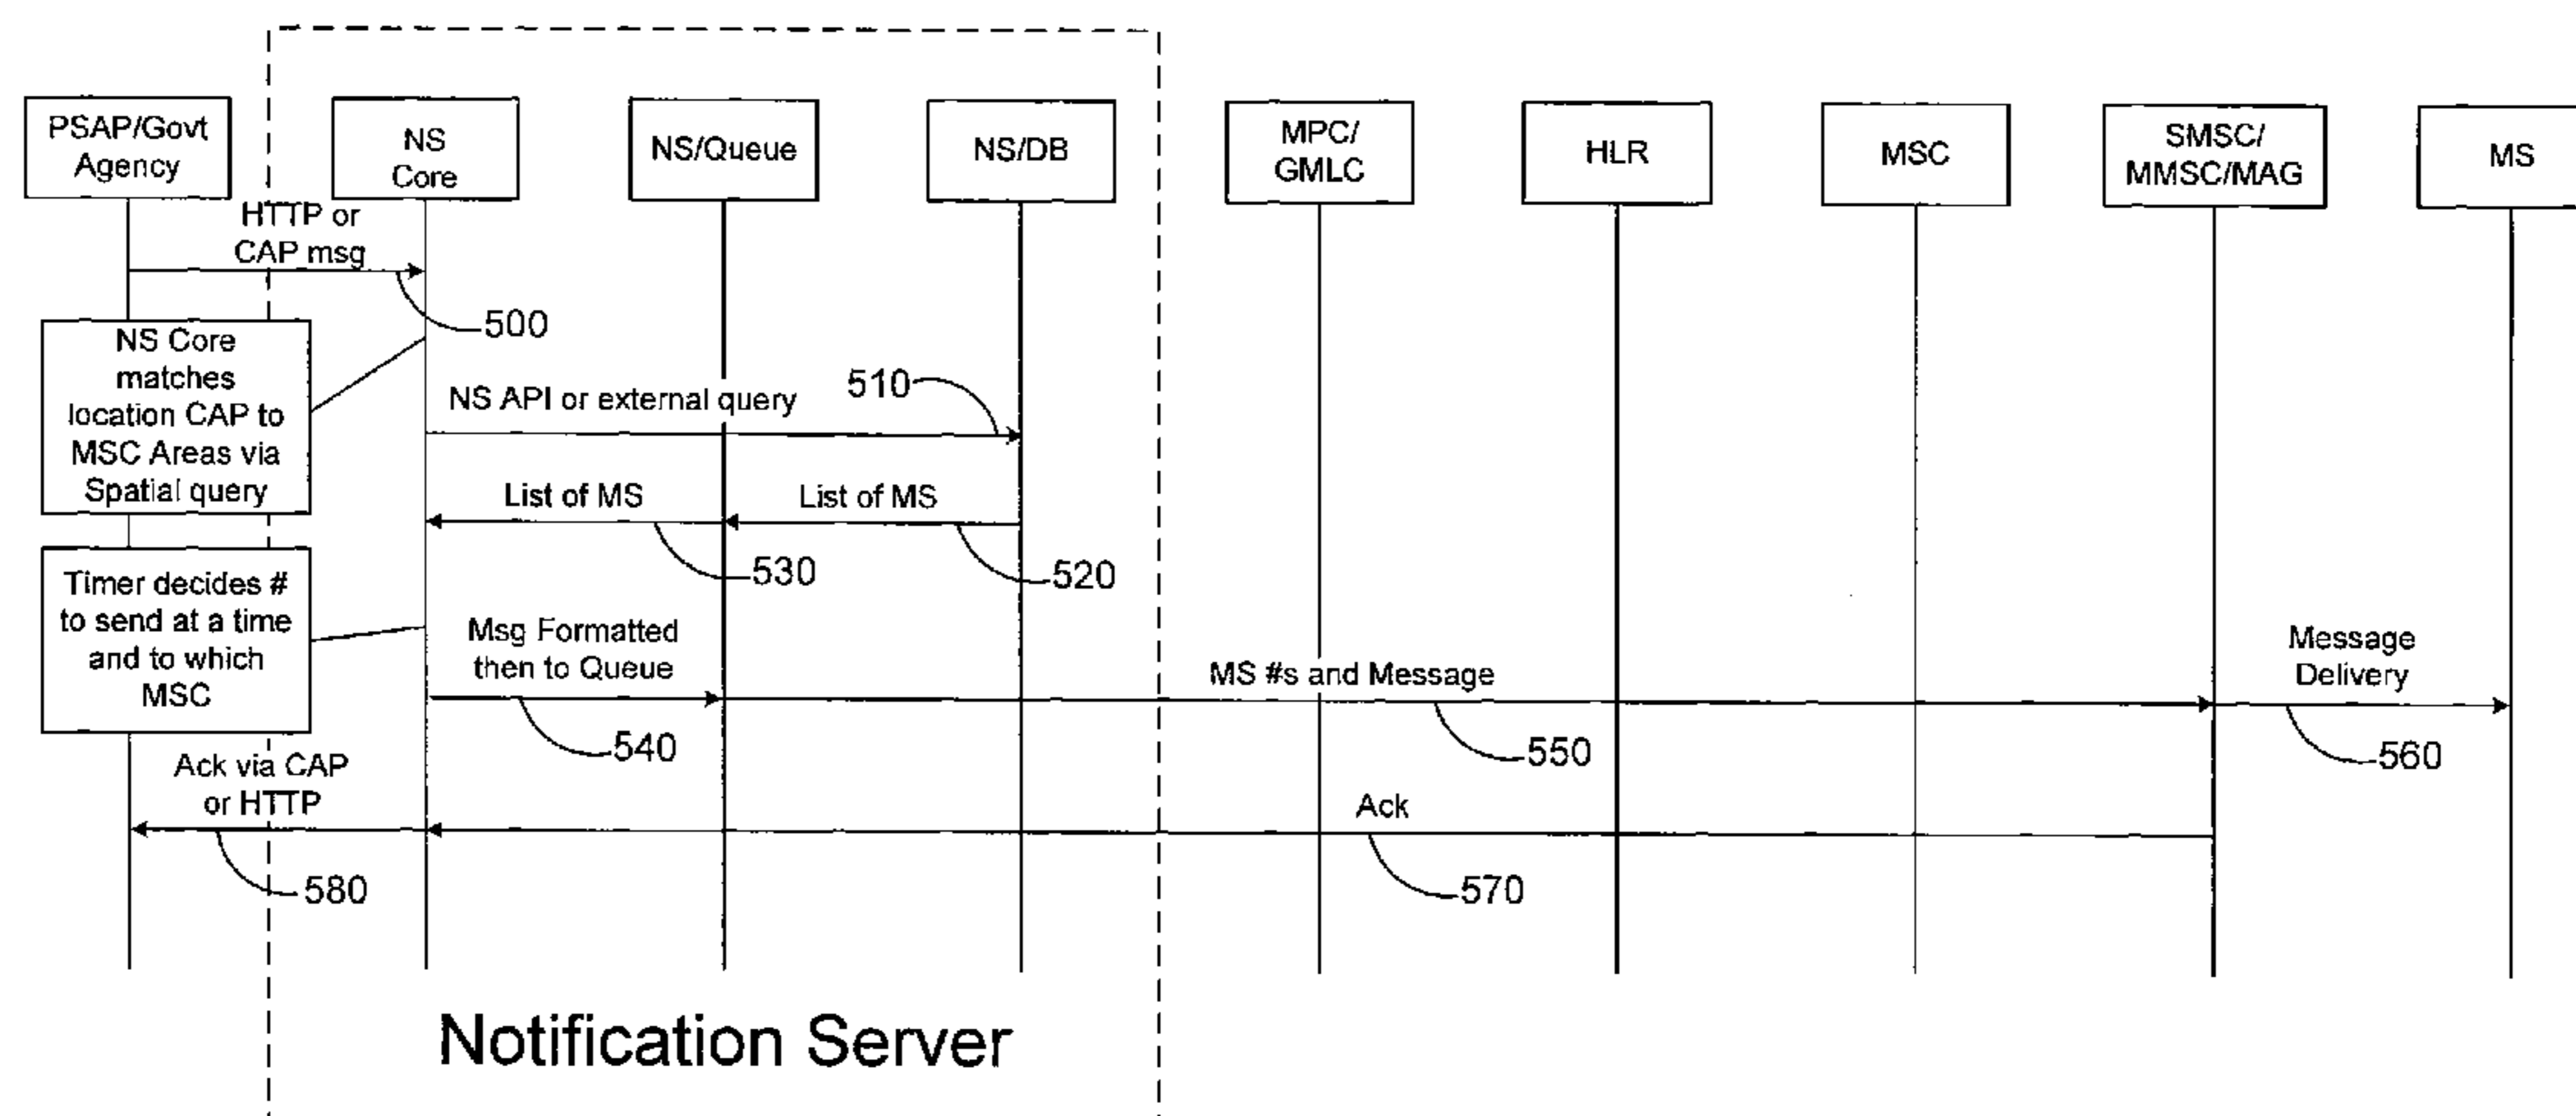 PSAP/Govt
Agency
NS
Core
NS/Queue
NS/DB
MPC/
GMLC
HLR
MSC
SMSC/
MMSC/MAG
MS
HTTP or
CAP msg
500
NS Core
matches
location CAP to
MSC Areas via
Spatial query
NS API or external query
510
List of MS
List of MS
530
520
Timer decides #
to send at a time
and to which
MSC
Msg Formatted
then to Queue
540
MS #s and Message
550
Message
Delivery
560
Ack via CAP
or HTTP
580
Ack
570
Notification Server